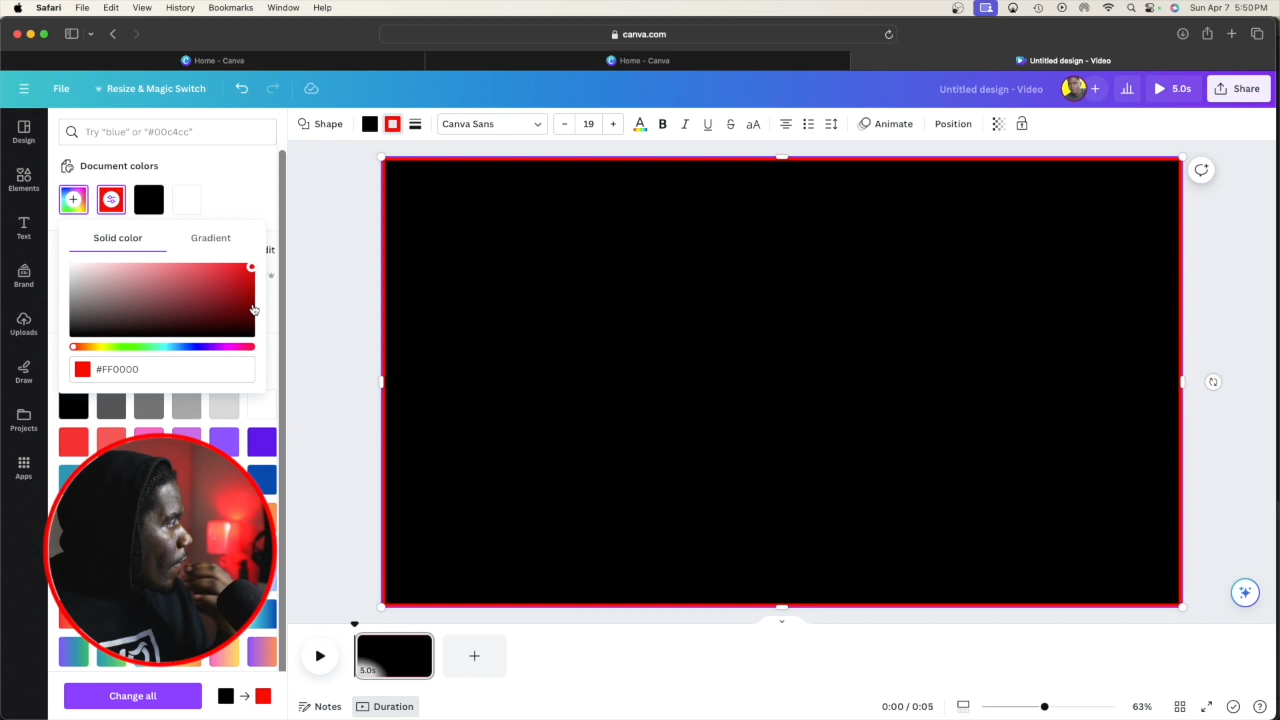 Safari File Edit View History Bookmarks Window Help
Sun Apr 7 5:50PM
canva.com
Home - Canva
Home - Canva
Untitled design - Video
File
Resize & Magic Switch
Untitled design - Video
5.0s
Share
Design
Elements
Text
Brand
Uploads
Draw
Projects
Apps
Try “blue” or “#00c4cc”
Document colors
Solid color
Gradient
dit
#FF0000
Change all
Shape
Canva Sans
19
A
B
I
U
S
aA
Animate
Position
5.0s
Notes
Duration
0:00 / 0:05
63%